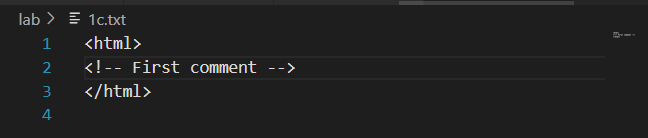 lab > 1c.txt
1 <html>
2 <!-- First comment -->
3 </html>
4